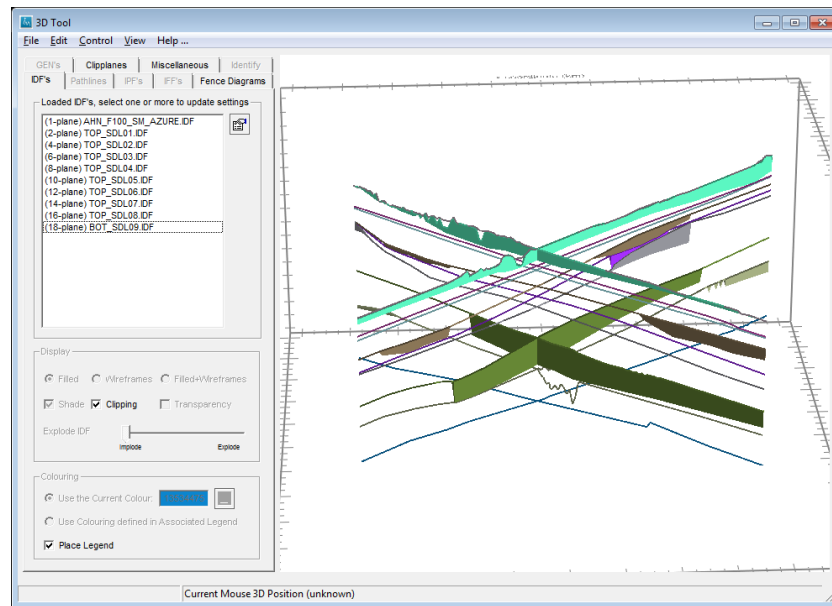 3D Tool
File Edit Control View Help ...
GEN's Clipplanes Miscellaneous Identify
IDF's Pathlines IPF's IFF's Fence Diagrams
Loaded IDF's, select one or more to update settings
(1-plane) AHN_F100_SM_AZURE.IDF
(2-plane) TOP_SDL01.IDF
(4-plane) TOP_SDL02.IDF
(6-plane) TOP_SDL03.IDF
(8-plane) TOP_SDL04.IDF
(10-plane) TOP_SDL05.IDF
(12-plane) TOP_SDL06.IDF
(14-plane) TOP_SDL07.IDF
(16-plane) TOP_SDL08.IDF
(18-plane) BOT_SDL09.IDF
Display
Filled Wireframes Filled+Wireframes
Shade Clipping Transparency
Explode IDF
Implode Explode
Colouring
Use the Current Colour:
Use Colouring defined in Associated Legend
Place Legend
Current Mouse 3D Position (unknown)